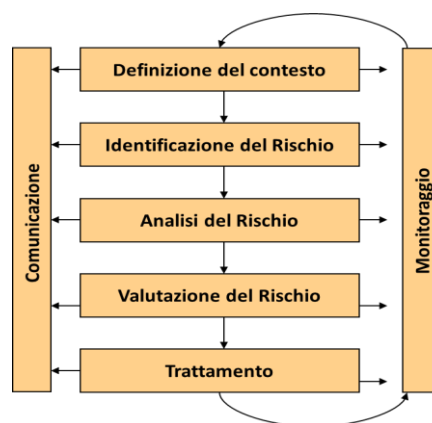 Definizione del contesto
Identificazione del Rischio
Analisi del Rischio
Valutazione del Rischio
Trattamento
Comunicazione
Monitoraggio